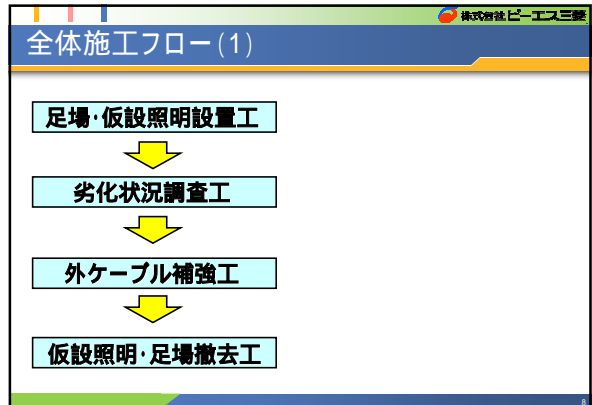 株式会社ピーエス三菱
全体施工フロー(1)
足場・仮設照明設置工
劣化状況調査工
外ケーブル補強工
仮設照明・足場撤去工
8